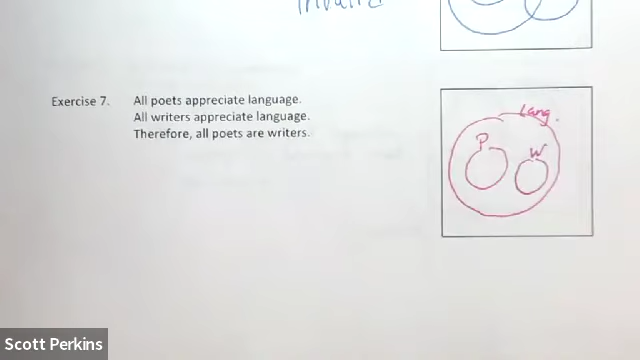 Invalid
Exercise 7. All poets appreciate language.
All writers appreciate language.
Therefore, all poets are writers.
Lang.
P
W
Scott Perkins